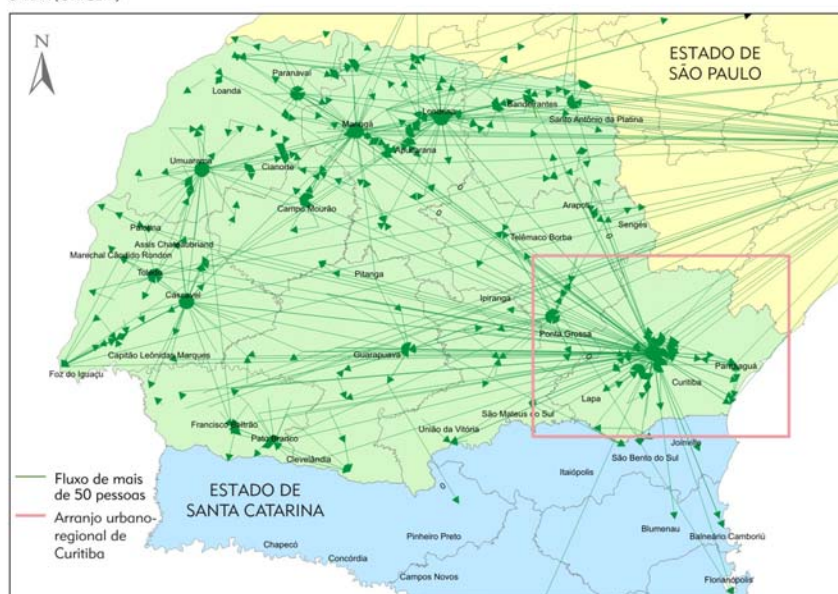 N
ESTADO DE
SÃO PAULO
Paranavaí
Loanda
Maringá
Londrina
Bandeirantes
Santo Antônio da Platina
Apucarana
Umuarama
Cianorte
Campo Mourão
Arapoti
Sengés
Telêmaco Borba
Palotina
Assis Chateaubriand
Marechal Cândido Rondon
Toledo
Pitanga
Cascavel
Ipiranga
Ponta Grossa
Capitão Leônidas Marques
Guarapuava
Foz do Iguaçu
Paranaguá
Curitiba
Lapa
São Mateus do Sul
Francisco Beltrão
Pato Branco
União da Vitória
Clevelândia
São Bento do Sul
Joinville
Itaiópolis
Fluxo de mais
de 50 pessoas
Arranjo urbano-
regional de
Curitiba
ESTADO DE
SANTA CATARINA
Pinheiro Preto
Blumenau
Balneário Camboriú
Chapecó
Concórdia
Campos Novos
Florianópolis